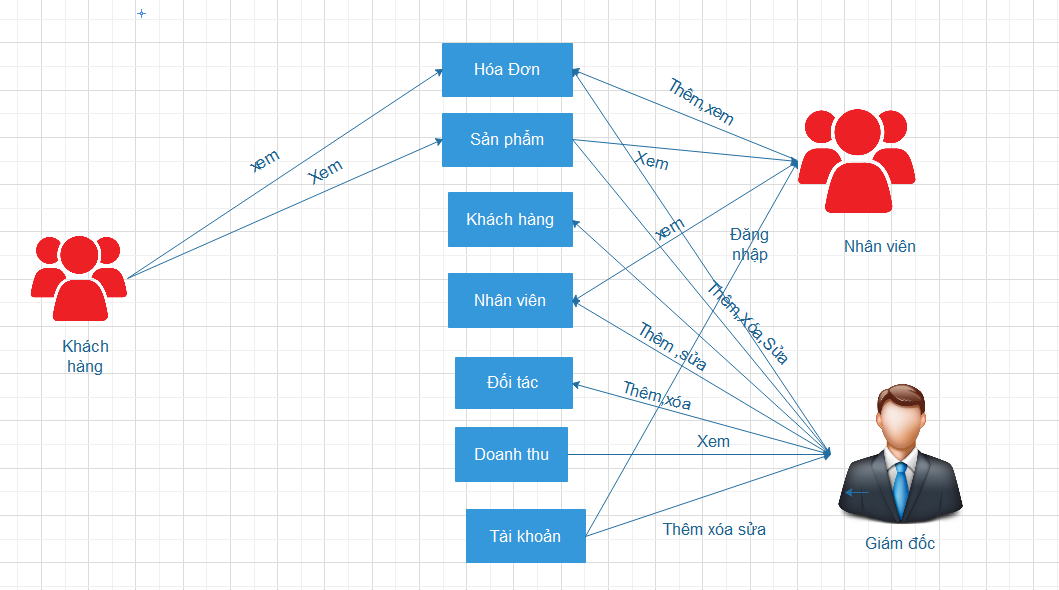 Hóa Đơn
Thêm,xem
Sản phẩm
xem
Xem
Xem
Khách hàng
xem
Đăng
nhập
Nhân viên
Nhân viên
Thêm,Xóa,Sửa
Khách
hàng
Thêm ,sửa
Đối tác
Thêm,xóa
Doanh thu
Xem
Tài khoản
Thêm xóa sửa
Giám đốc